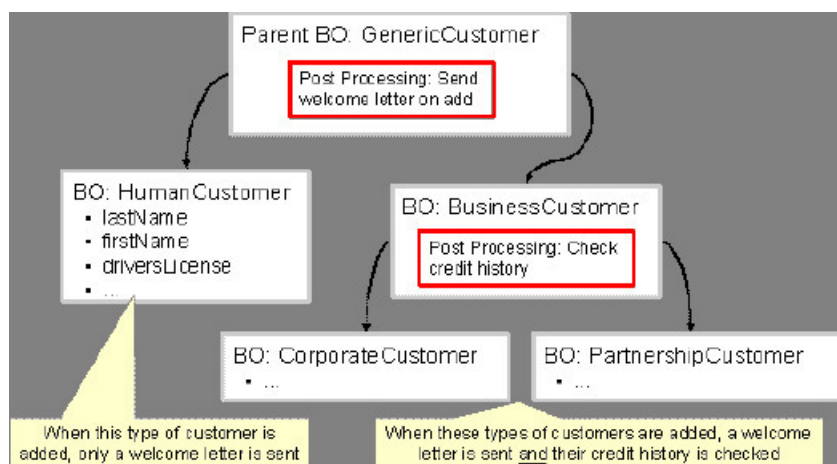 Parent BO: GenericCustomer
Post Processing: Send
welcome letter on add
BO: HumanCustomer
▪ lastName
▪ firstName
▪ driversLicense
▪ ...
BO: BusinessCustomer
Post Processing: Check
credit history
BO: CorporateCustomer
▪ ...
BO: PartnershipCustomer
▪ ...
When this type of customer is
added, only a welcome letter is sent
When these types of customers are added, a welcome
letter is sent and their credit history is checked